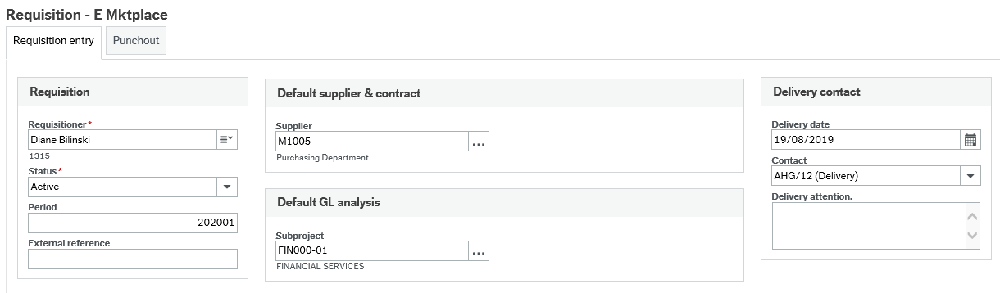 Requisition - E Mktplace
Requisition entry
Punchout
Requisition
Requisitioner *
Diane Bilinski
1315
Status *
Active
Period
202001
External reference
Default supplier & contract
Supplier
M1005
...
Purchasing Department
Default GL analysis
Subproject
FIN000-01
...
FINANCIAL SERVICES
Delivery contact
Delivery date
19/08/2019
Contact
AHG/12 (Delivery)
Delivery attention.